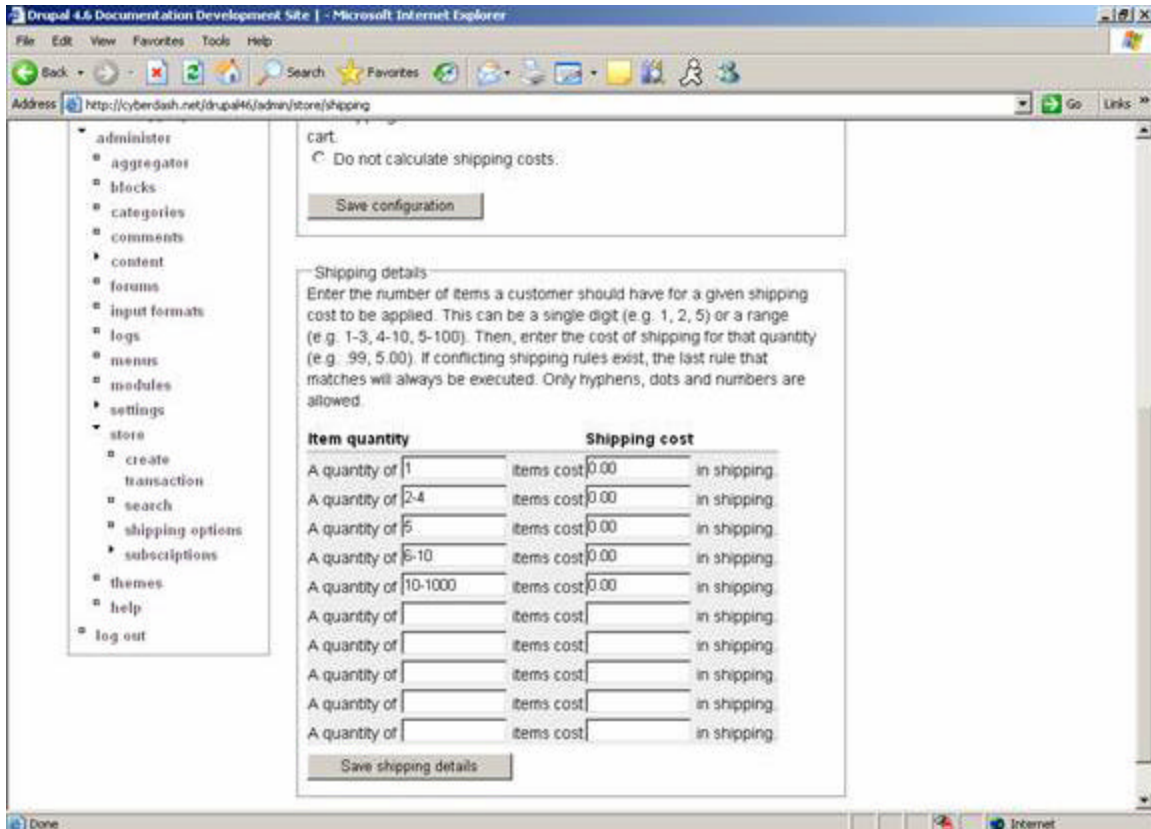 Drupal 4.6 Documentation Development Site | - Microsoft Internet Explorer
File Edit View Favorites Tools Help
Back Search Favorites
Address http://cyberdash.net/drupal46/admin/store/shipping Go Links »
administer
aggregator
blocks
categories
comments
content
forums
input formats
logs
menus
modules
settings
store
create
transaction
search
shipping options
subscriptions
themes
help
log out
cart.
Do not calculate shipping costs.
Save configuration
Shipping details
Enter the number of items a customer should have for a given shipping
cost to be applied. This can be a single digit (e.g. 1, 2, 5) or a range
(e.g. 1-3, 4-10, 5-100). Then, enter the cost of shipping for that quantity
(e.g. .99, 5.00). If conflicting shipping rules exist, the last rule that
matches will always be executed. Only hyphens, dots and numbers are
allowed.
Item quantity Shipping cost
A quantity of 1 items cost 0.00 in shipping.
A quantity of 2-4 items cost 0.00 in shipping.
A quantity of 5 items cost 0.00 in shipping.
A quantity of 6-10 items cost 0.00 in shipping.
A quantity of 10-1000 items cost 0.00 in shipping.
A quantity of items cost in shipping.
A quantity of items cost in shipping.
A quantity of items cost in shipping.
A quantity of items cost in shipping.
A quantity of items cost in shipping.
Save shipping details
Done Internet